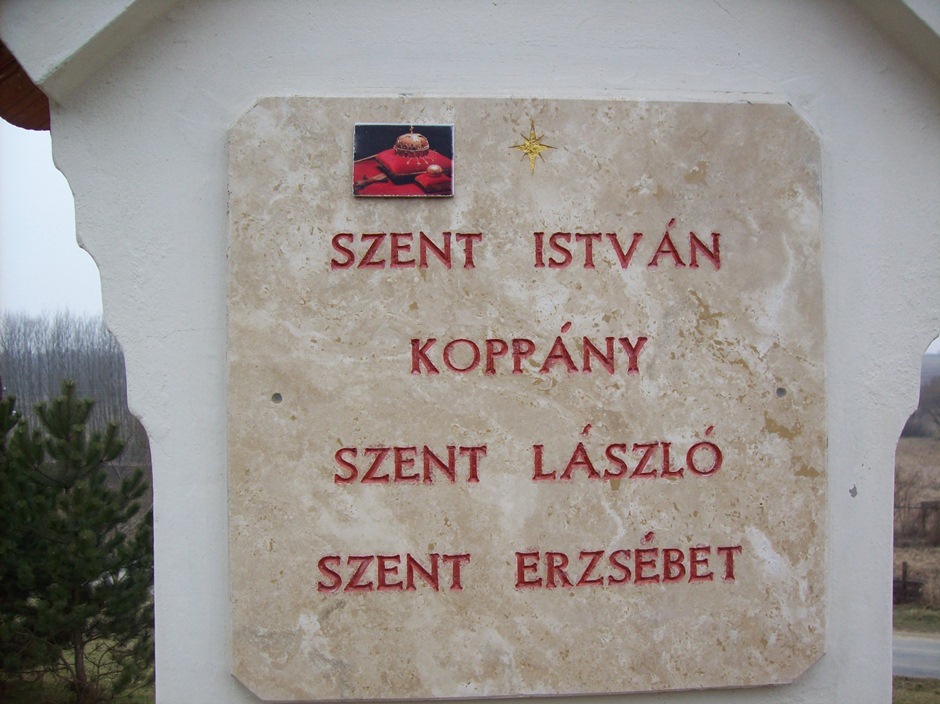 SZENT ISTVÁN
KOPPÁNY
SZENT LÁSZLÓ
SZENT ERZSÉBET